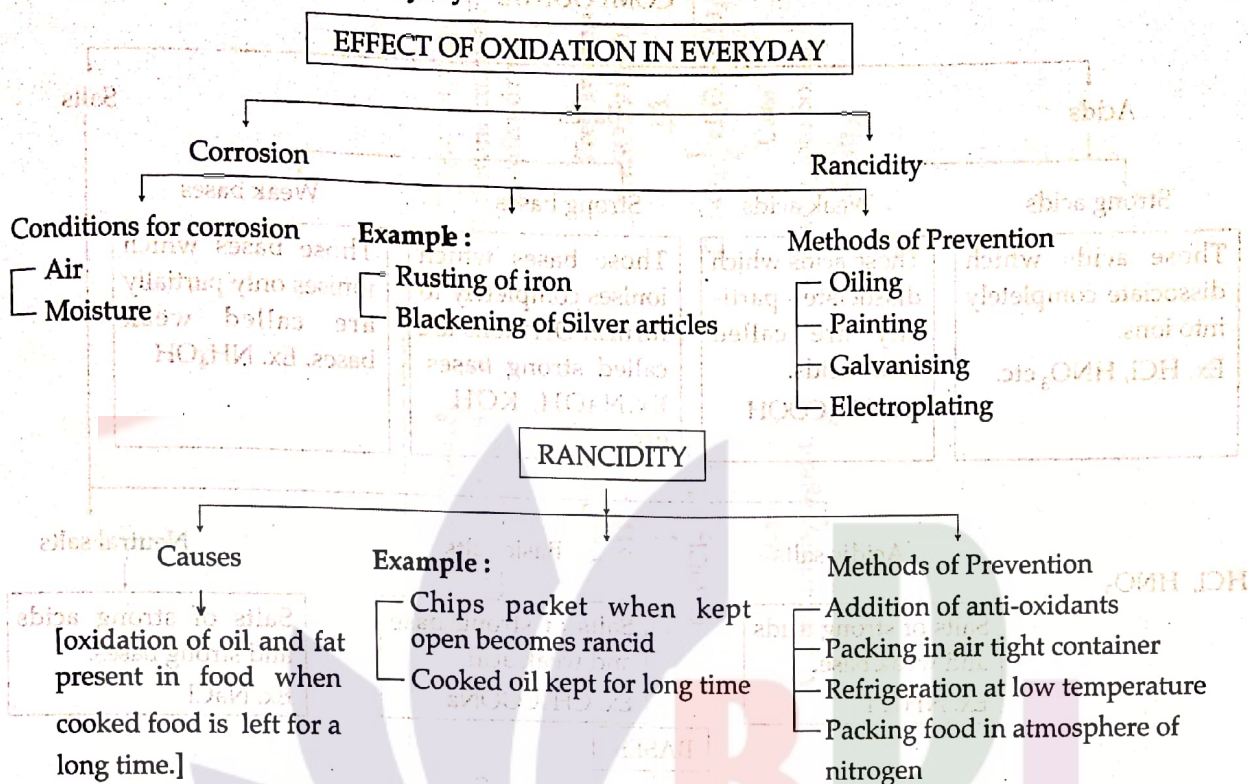 EFFECT OF OXIDATION IN EVERYDAY
Corrosion
Rancidity
Conditions for corrosion
Air
Moisture
Example :
Rusting of iron
Blackening of Silver articles
Methods of Prevention
Oiling
Painting
Galvanising
Electroplating
RANCIDITY
Causes
[oxidation of oil and fat
present in food when
cooked food is left for a
long time.]
Example :
Chips packet when kept
open becomes rancid
Cooked oil kept for long time
Methods of Prevention
Addition of anti-oxidants
Packing in air tight container
Refrigeration at low temperature
Packing food in atmosphere of
nitrogen